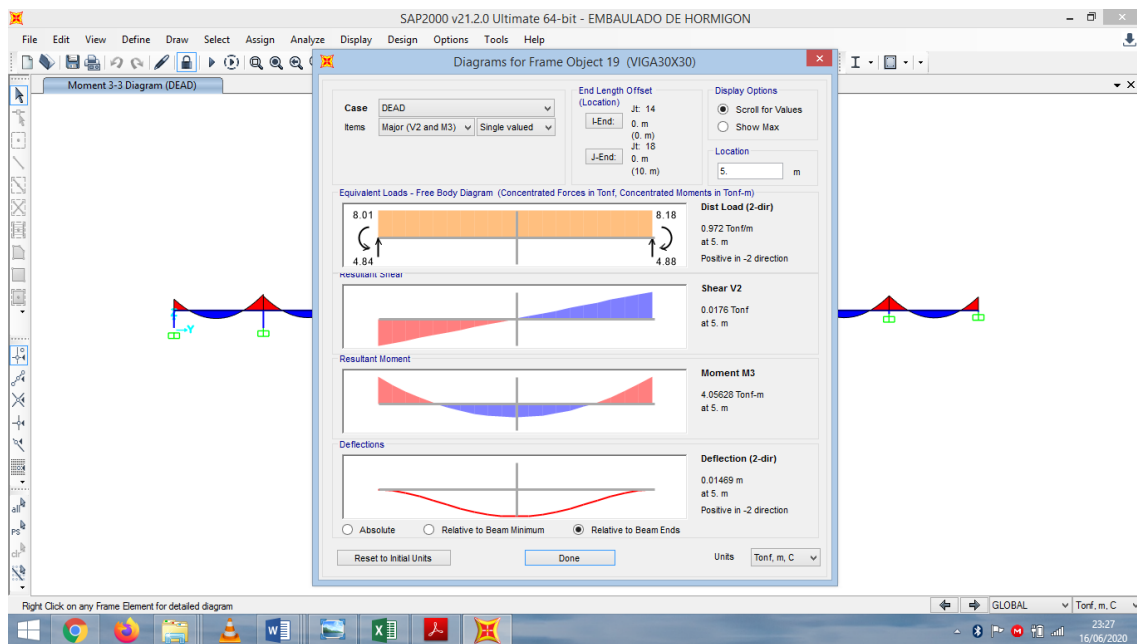 SAP2000 v21.2.0 Ultimate 64-bit - EMBAULADO DE HORMIGON
File Edit View Define Draw Select Assign Analyze Display Design Options Tools Help
Moment 3-3 Diagram (DEAD)
Diagrams for Frame Object 19 (VIGA30X30)
Case DEAD
Items Major (V2 and M3) Single valued
End Length Offset
(Location)
Jt: 14
I-End: 0. m
(0. m)
Jt: 18
J-End: 0. m
(10. m)
Display Options
Scroll for Values
Show Max
Location
5. m
Equivalent Loads - Free Body Diagram (Concentrated Forces in Tonf, Concentrated Moments in Tonf-m)
8.01 8.18
4.84 4.88
Dist Load (2-dir)
0.972 Tonf/m
at 5. m
Positive in -2 direction
Resultant Shear
Shear V2
0.0176 Tonf
at 5. m
Resultant Moment
Moment M3
4.05628 Tonf-m
at 5. m
Deflections
Deflection (2-dir)
0.01469 m
at 5. m
Positive in -2 direction
Absolute Relative to Beam Minimum Relative to Beam Ends
Reset to Initial Units Done Units Tonf, m, C
Z
Y
all
PS
clr
Right Click on any Frame Element for detailed diagram GLOBAL Tonf, m, C
23:27
16/06/2020